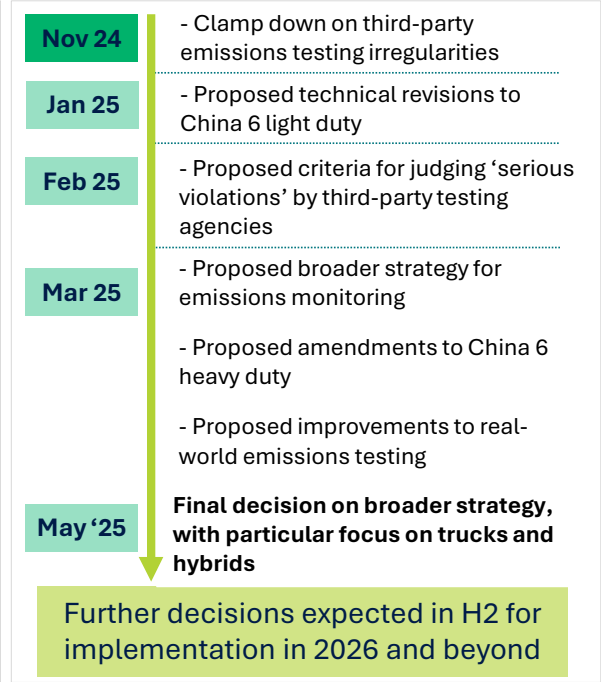 Nov 24
- Clamp down on third-party
emissions testing irregularities
Jan 25
- Proposed technical revisions to
China 6 light duty
Feb 25
- Proposed criteria for judging ‘serious
violations’ by third-party testing
agencies
Mar 25
- Proposed broader strategy for
emissions monitoring
- Proposed amendments to China 6
heavy duty
- Proposed improvements to real-
world emissions testing
May ‘25
Final decision on broader strategy,
with particular focus on trucks and
hybrids
Further decisions expected in H2 for
implementation in 2026 and beyond